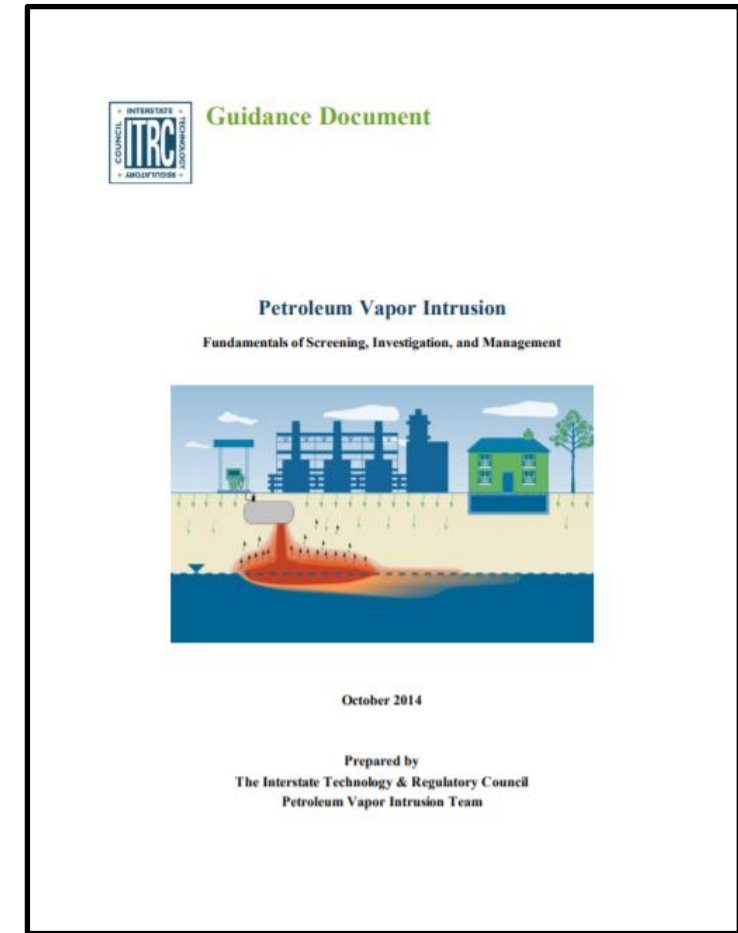 INTERSTATE
COUNCIL
ITRC
TECHNOLOGY
REGULATORY
Guidance Document
Petroleum Vapor Intrusion
Fundamentals of Screening, Investigation, and Management
October 2014
Prepared by
The Interstate Technology & Regulatory Council
Petroleum Vapor Intrusion Team